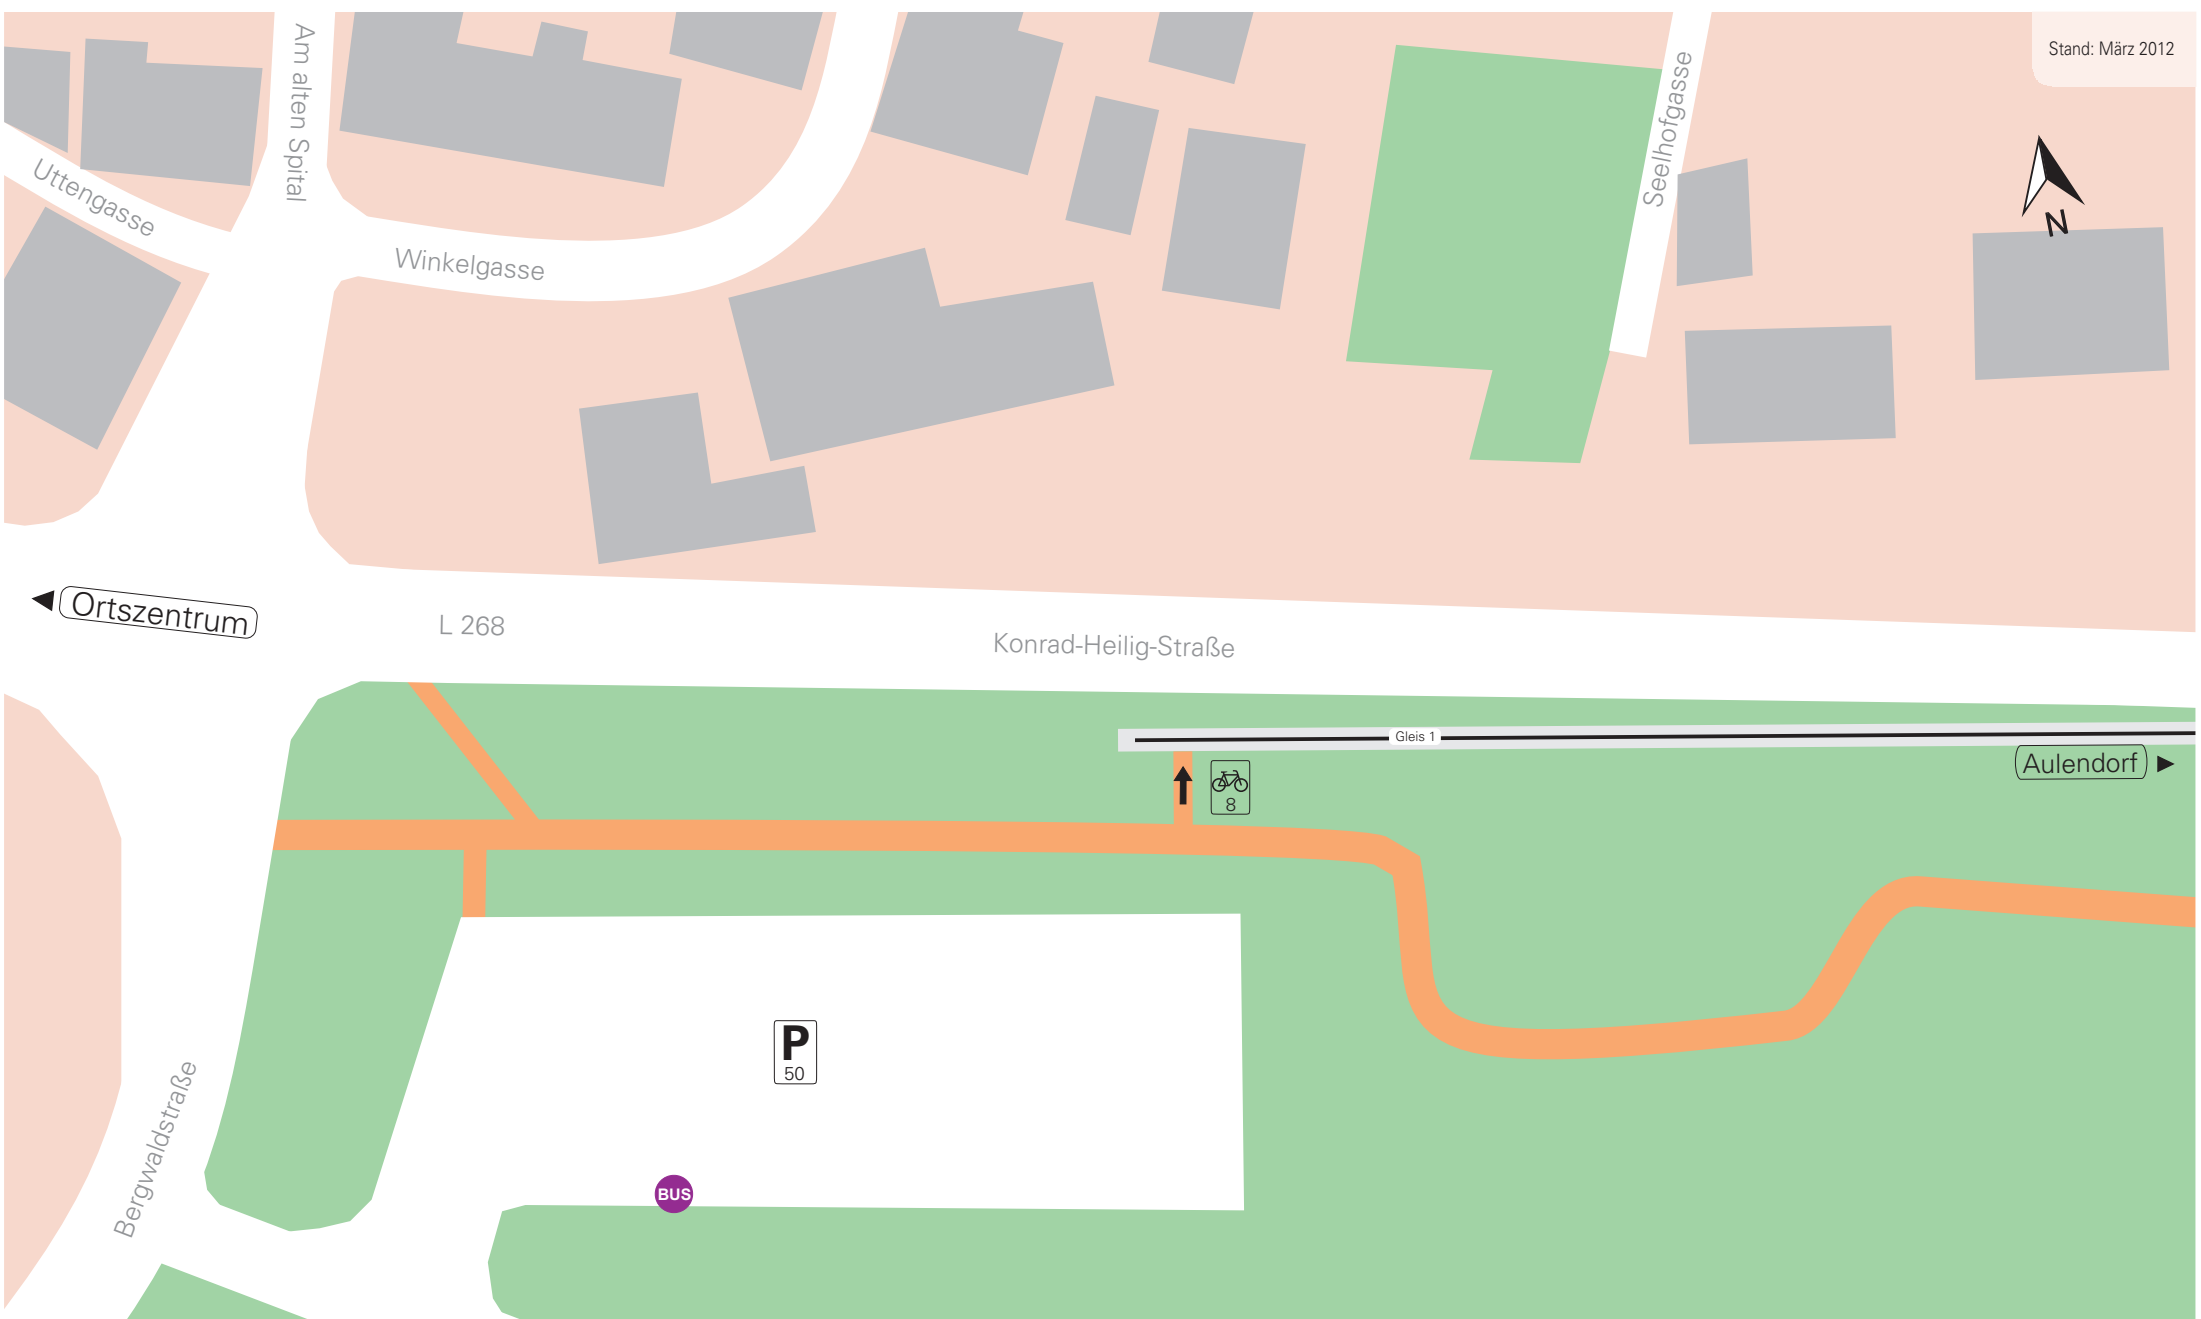 Stand: März 2012
Am alten Spital
Seelhofgasse
Uttengasse
N
Winkelgasse
Ortszentrum
L 268
Konrad-Heilig-Straße
Gleis 1
Aulendorf
8
P
50
Bergwaldstraße
BUS